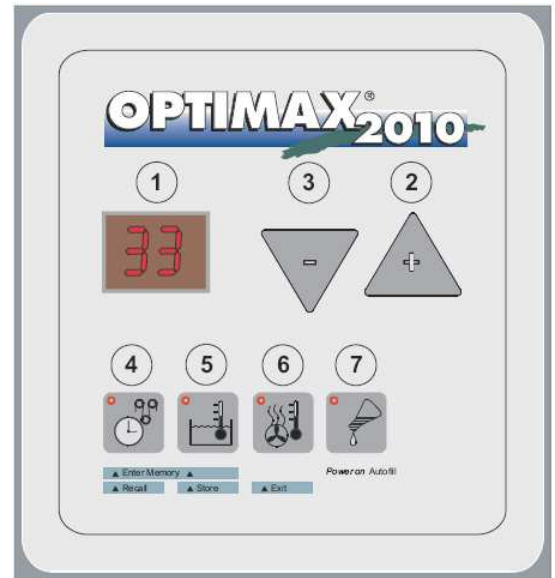 OPTIMAX®
2010
1 3 2
33 - +
4 5 6 7
▲ Enter Memory ▲ Power on Autofill
▲ Recall ▲ Store ▲ Exit